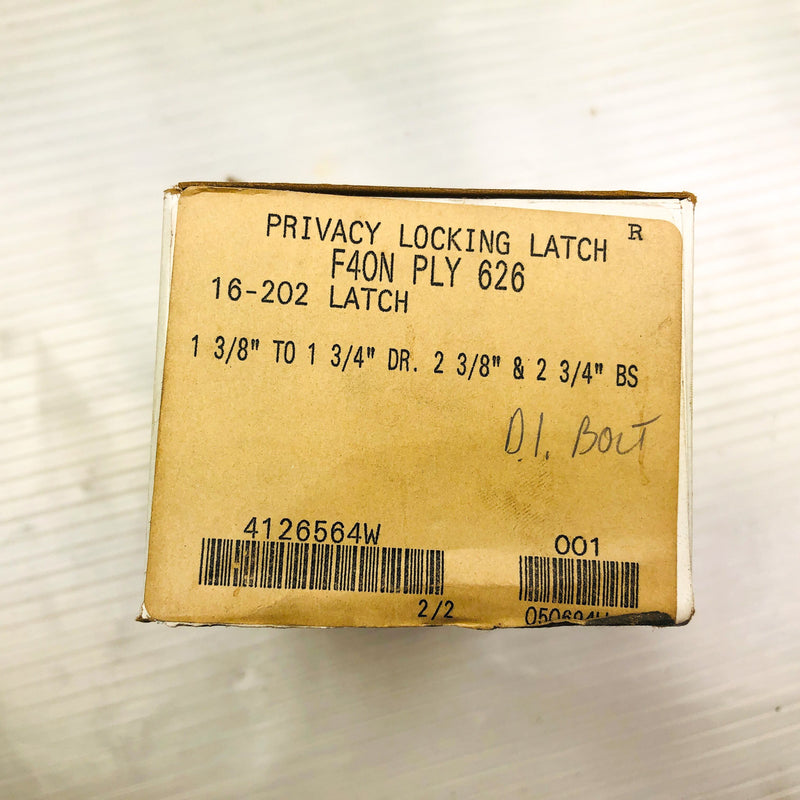 PRIVACY LOCKING LATCH R
F40N PLY 626
16-202 LATCH
1 3/8" TO 1 3/4" DR. 2 3/8" & 2 3/4" BS
D.I. BOLT
4126564W 001
2/2